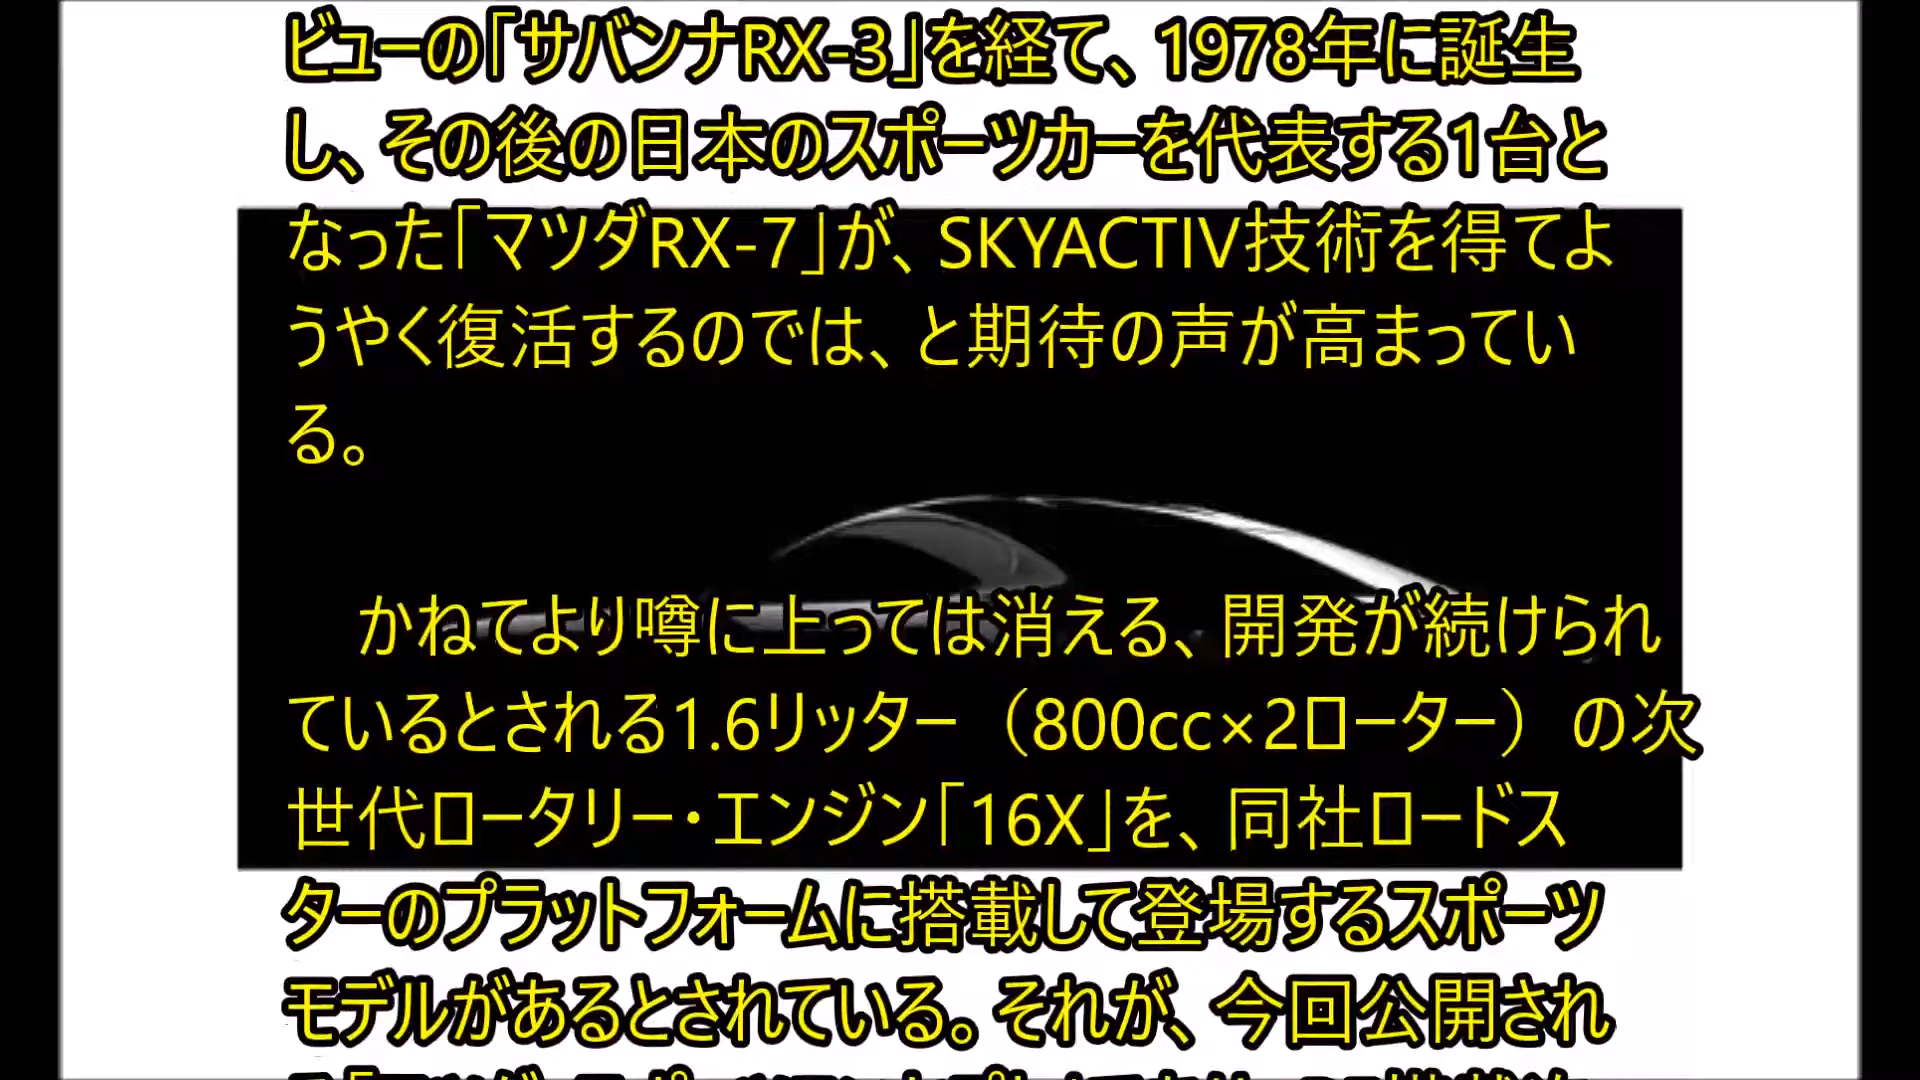 ビューの「サバンナRX-3」を経て、1978年に誕生
し、その後の日本のスポーツカーを代表する1台と
なった「マツダRX-7」が、SKYACTIV技術を得てよ
うやく復活するのでは、と期待の声が高まってい
る。
かねてより噂に上っては消える、開発が続けられ
ているとされる1.6リッター（800cc×2ローター）の次
世代ロータリー・エンジン「16X」を、同社ロードス
ターのプラットフォームに搭載して登場するスポーツ
モデルがあるとされている。それが、今回公開され